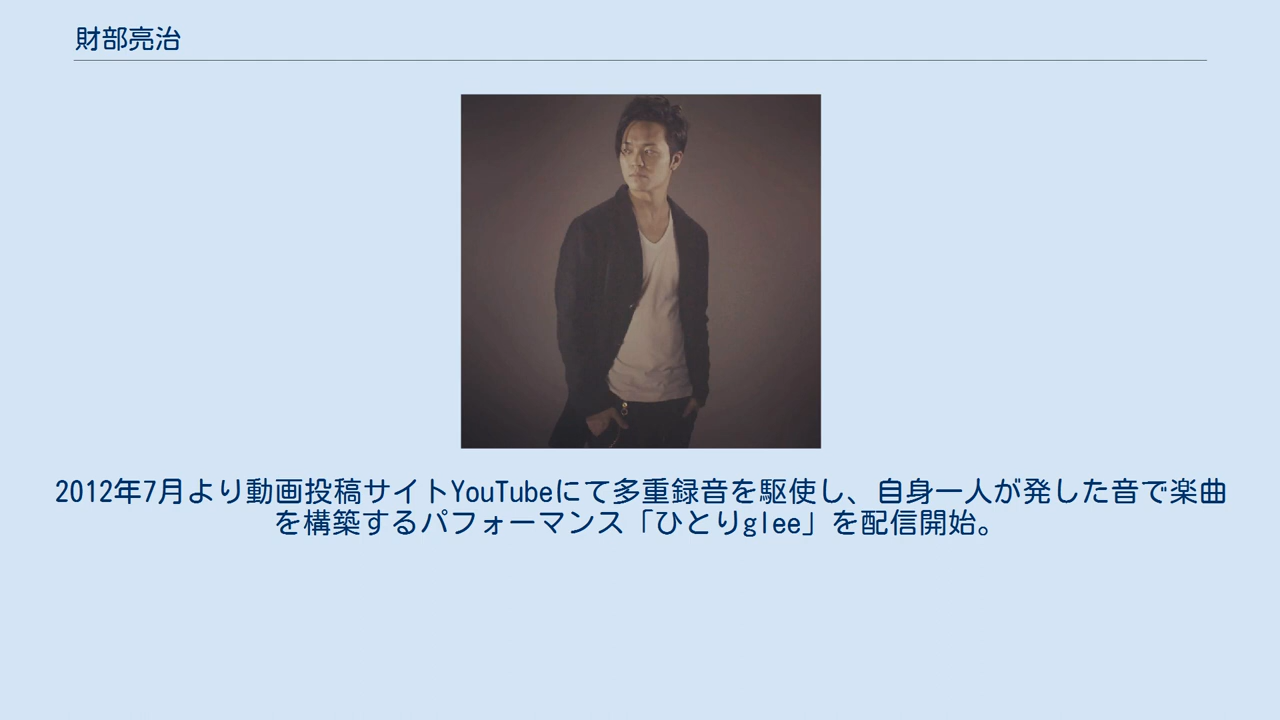 財部亮治
2012年7月より動画投稿サイトYouTubeにて多重録音を駆使し、自身一人が発した音で楽曲
を構築するパフォーマンス「ひとりglee」を配信開始。